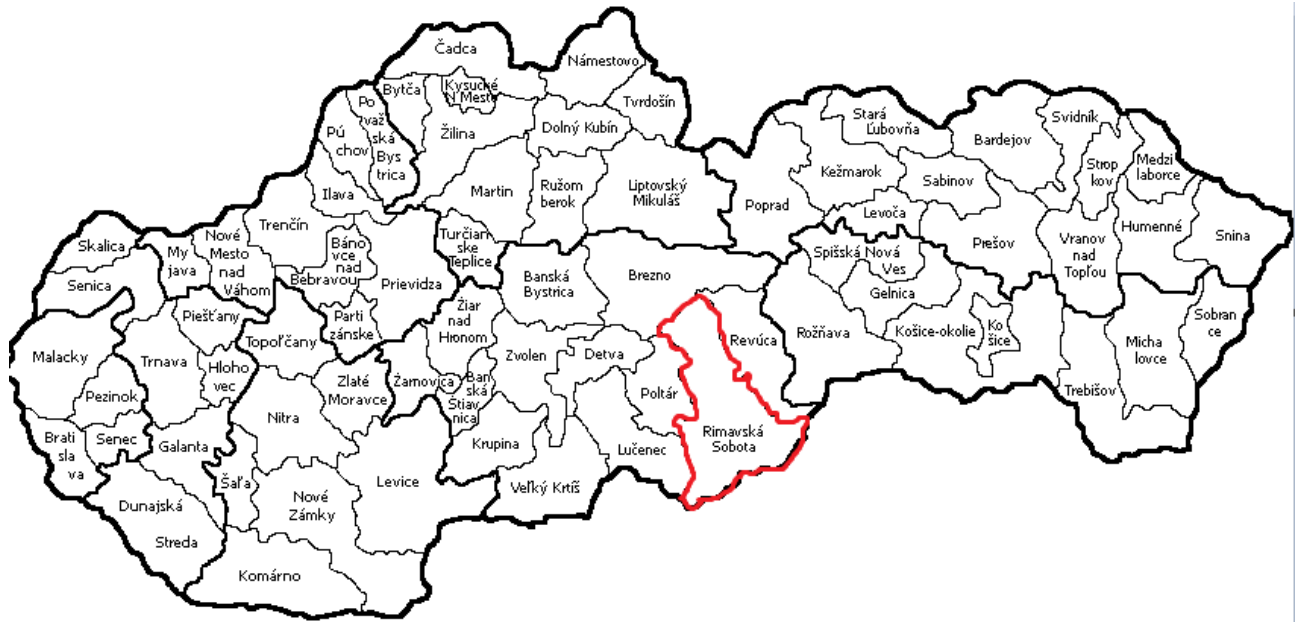 Čadca
Námestovo
Bytča
Kysucké
N Mesto
Tvrdošín
Po
važ
ská
Bys
trica
Pú
chov
Žilina
Dolný Kubín
Ilava
Martin
Ružom
berok
Liptovský
Mikuláš
Poprad
Kežmarok
Stará
Ľubovňa
Bardejov
Svidník
Strop
kov
Medzi
laborce
Sabinov
Levoča
Prešov
Vranov
nad
Topľou
Humenné
Snina
Skalica
Senica
My
java
Nové
Mesto
nad
Váhom
Trenčín
Báno
vce nad
Bebravou
Prievidza
Turčian
ske
Teplice
Banská
Bystrica
Brezno
Spišská Nová
Ves
Gelnica
Rožňava
Košice-okolie
Ko
šice
Trebišov
Micha
lovce
Sobran
ce
Malacky
Piešťany
Trnava
Hloho
vec
Topoľčany
Parti
zánske
Žiar
nad
Hronom
Zvolen
Detva
Revúca
Pezinok
Zlaté
Moravce
Žarnovica
Ban
ská
Štiav
nica
Poltár
Brati
sla
va
Senec
Galanta
Nitra
Krupina
Lučenec
Rimavská
Sobota
Šaľa
Levice
Veľký Krtíš
Dunajská
Streda
Nové
Zámky
Komárno